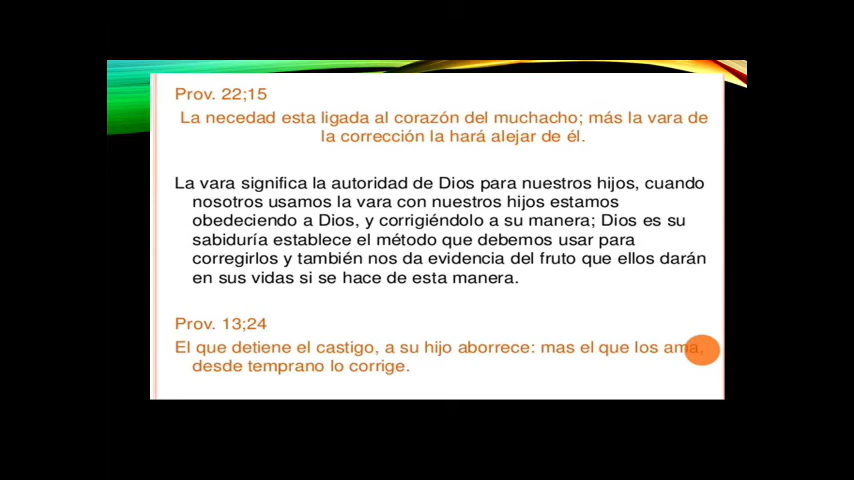 Prov. 22;15
La necedad esta ligada al corazón del muchacho; más la vara de
la corrección la hará alejar de él.
La vara significa la autoridad de Dios para nuestros hijos, cuando
nosotros usamos la vara con nuestros hijos estamos
obedeciendo a Dios, y corrigiéndolo a su manera; Dios es su
sabiduría establece el método que debemos usar para
corregirlos y también nos da evidencia del fruto que ellos darán
en sus vidas si se hace de esta manera.
Prov. 13;24
El que detiene el castigo, a su hijo aborrece: mas el que los ama,
desde temprano lo corrige.